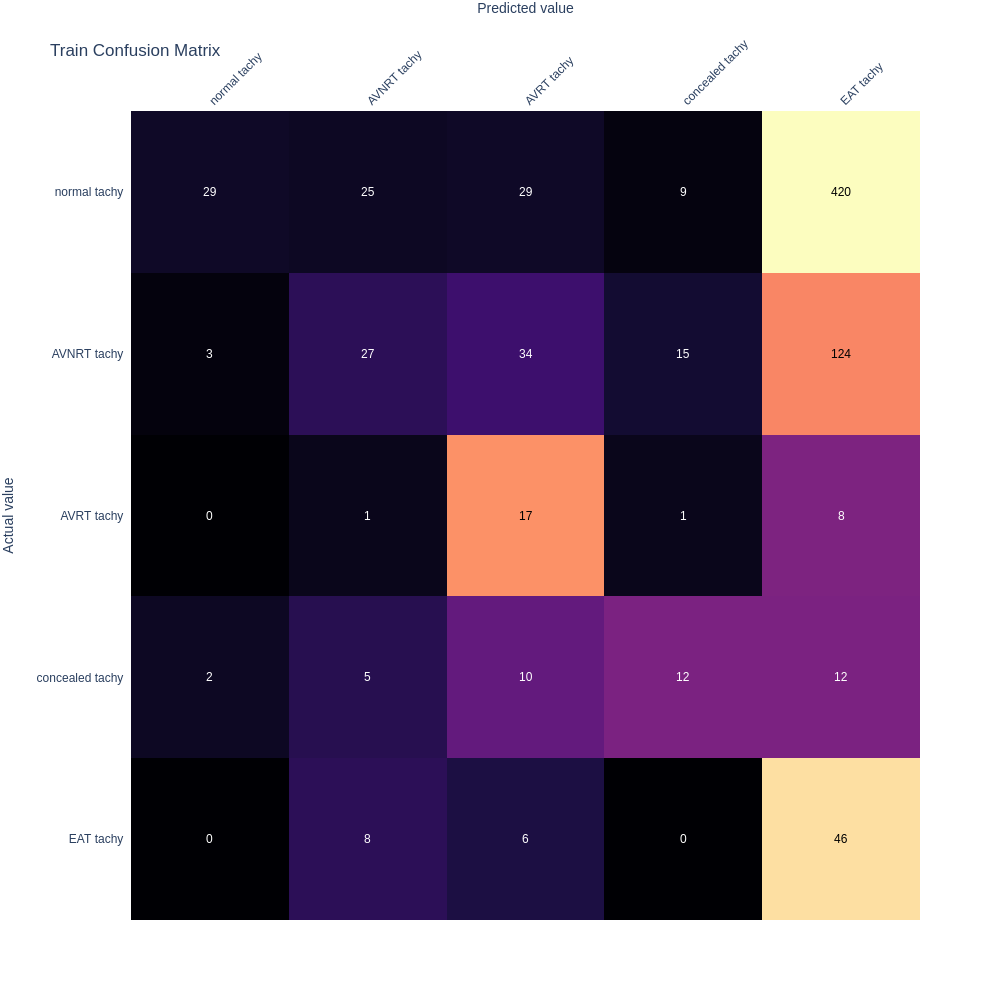 Predicted value
Train Confusion Matrix
normal tachy AVNRT tachy AVRT tachy concealed tachy EAT tachy
normal tachy 29 25 29 9 420
AVNRT tachy 3 27 34 15 124
Actual value
AVRT tachy 0 1 17 1 8
concealed tachy 2 5 10 12 12
EAT tachy 0 8 6 0 46